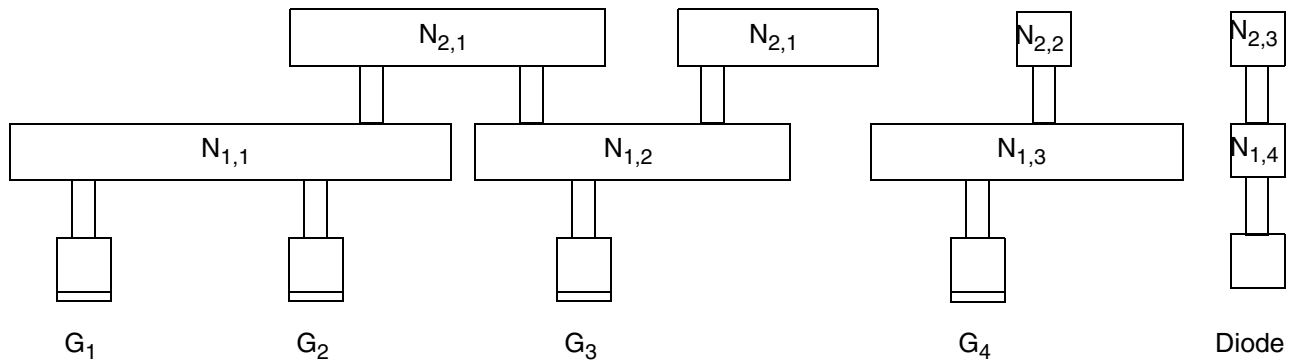 N2,1 N2,1 N2,2 N2,3
N1,1 N1,2 N1,3 N1,4
G1 G2 G3 G4 Diode